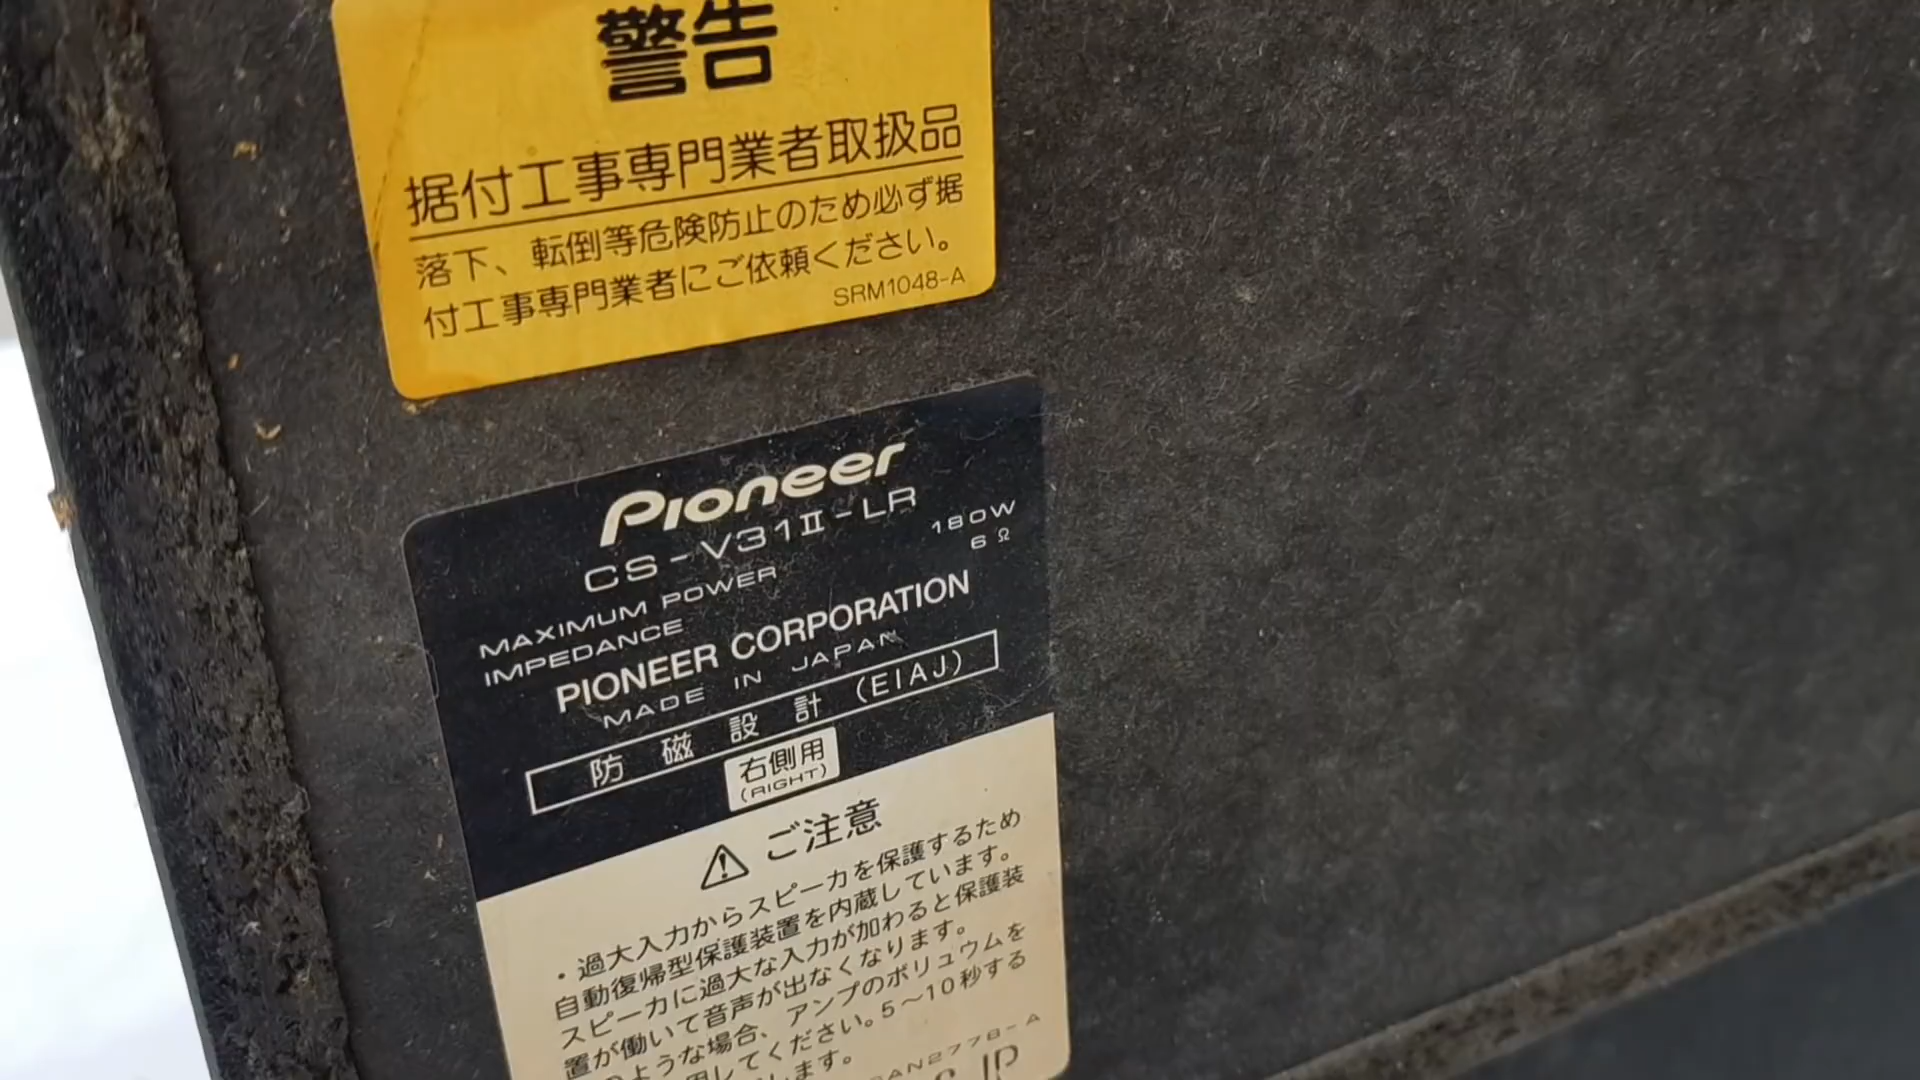 警告
据付工事専門業者取扱品
落下、転倒等危険防止のため必ず据
付工事専門業者にご依頼ください。
SRM1048-A
Pioneer
CS-V31II-LR
MAXIMUM POWER 180W
IMPEDANCE 6Ω
PIONEER CORPORATION
MADE IN JAPAN
防磁設計 (EIAJ)
右側用
(RIGHT)
⚠ ご注意
・過大入力からスピーカを保護するため
自動復帰型保護装置を内蔵しています。
スピーカに過大な入力が加わると保護装
置が働いて音声が出なくなります。
ような場合、アンプのボリュウムを
してください。5〜10秒する
します。
AN2778-A